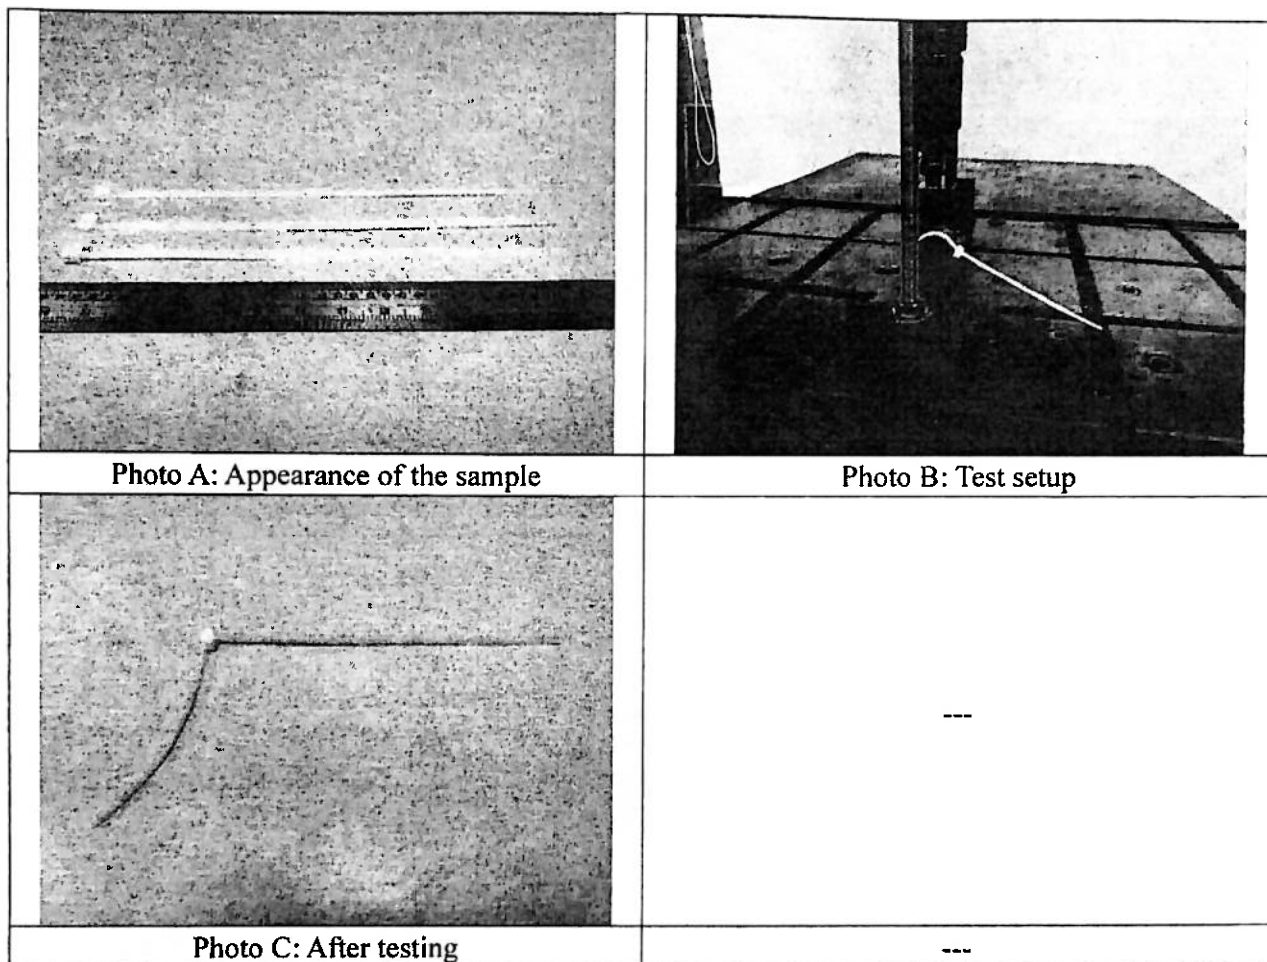 Photo A: Appearance of the sample
Photo B: Test setup
---
Photo C: After testing
---